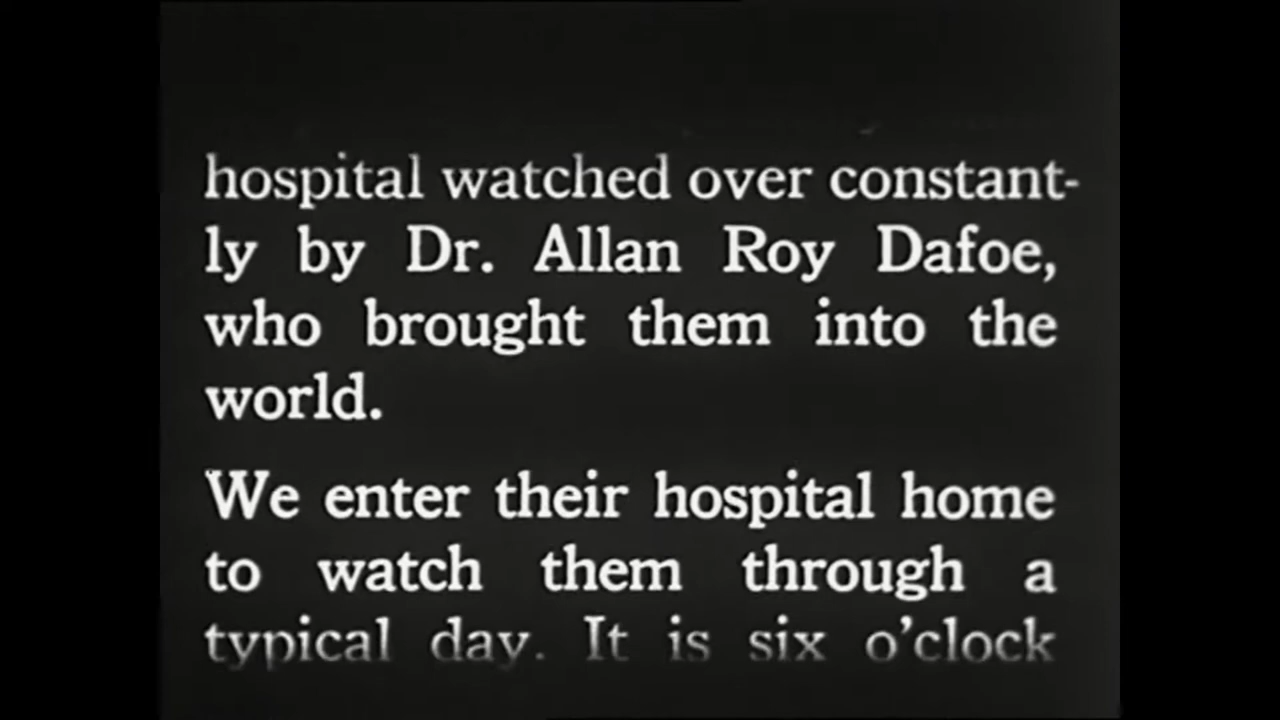 hospital watched over constant-
ly by Dr. Allan Roy Dafoe,
who brought them into the
world.
We enter their hospital home
to watch them through a
typical day. It is six o'clock